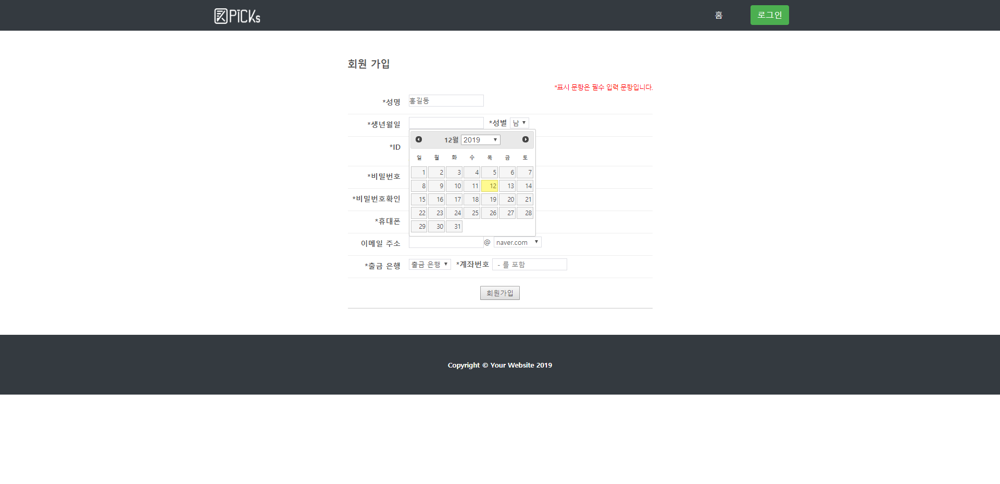 PiCKs 홈 로그인
회원 가입
*표시 문항은 필수 입력 문항입니다.
*성명 홍길동
*생년월일 *성별 남
12월 2019
*ID
일 월 화 수 목 금 토
1 2 3 4 5 6 7
*비밀번호
8 9 10 11 12 13 14
*비밀번호확인
15 16 17 18 19 20 21
22 23 24 25 26 27 28
*휴대폰
29 30 31
이메일 주소 @ naver.com
*출금 은행 출금 은행 *계좌번호 - 를 포함
회원가입
Copyright © Your Website 2019